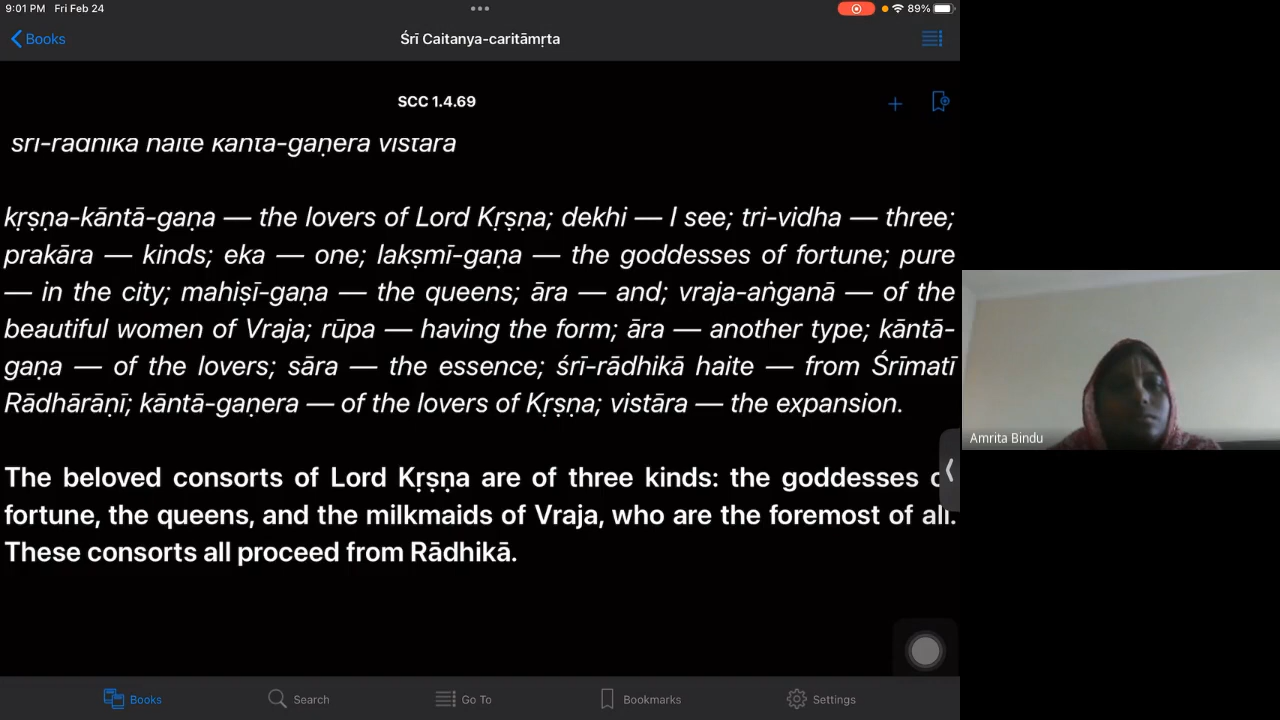 9:01 PM Fri Feb 24
89%
Books
Śrī Caitanya-caritāmṛta
SCC 1.4.69
śrī-rādhikā haite kāntā-gaṇera vistāra
kṛṣṇa-kāntā-gaṇa — the lovers of Lord Kṛṣṇa; dekhi — I see; tri-vidha — three;
prakāra — kinds; eka — one; lakṣmī-gaṇa — the goddesses of fortune; pure
— in the city; mahiṣī-gaṇa — the queens; āra — and; vraja-aṅganā — of the
beautiful women of Vraja; rūpa — having the form; āra — another type; kāntā-
gaṇa — of the lovers; sāra — the essence; śrī-rādhikā haite — from Śrīmatī
Rādhārāṇī; kāntā-gaṇera — of the lovers of Kṛṣṇa; vistāra — the expansion.
The beloved consorts of Lord Kṛṣṇa are of three kinds: the goddesses o
fortune, the queens, and the milkmaids of Vraja, who are the foremost of all.
These consorts all proceed from Rādhikā.
Amrita Bindu
Books
Search
Go To
Bookmarks
Settings